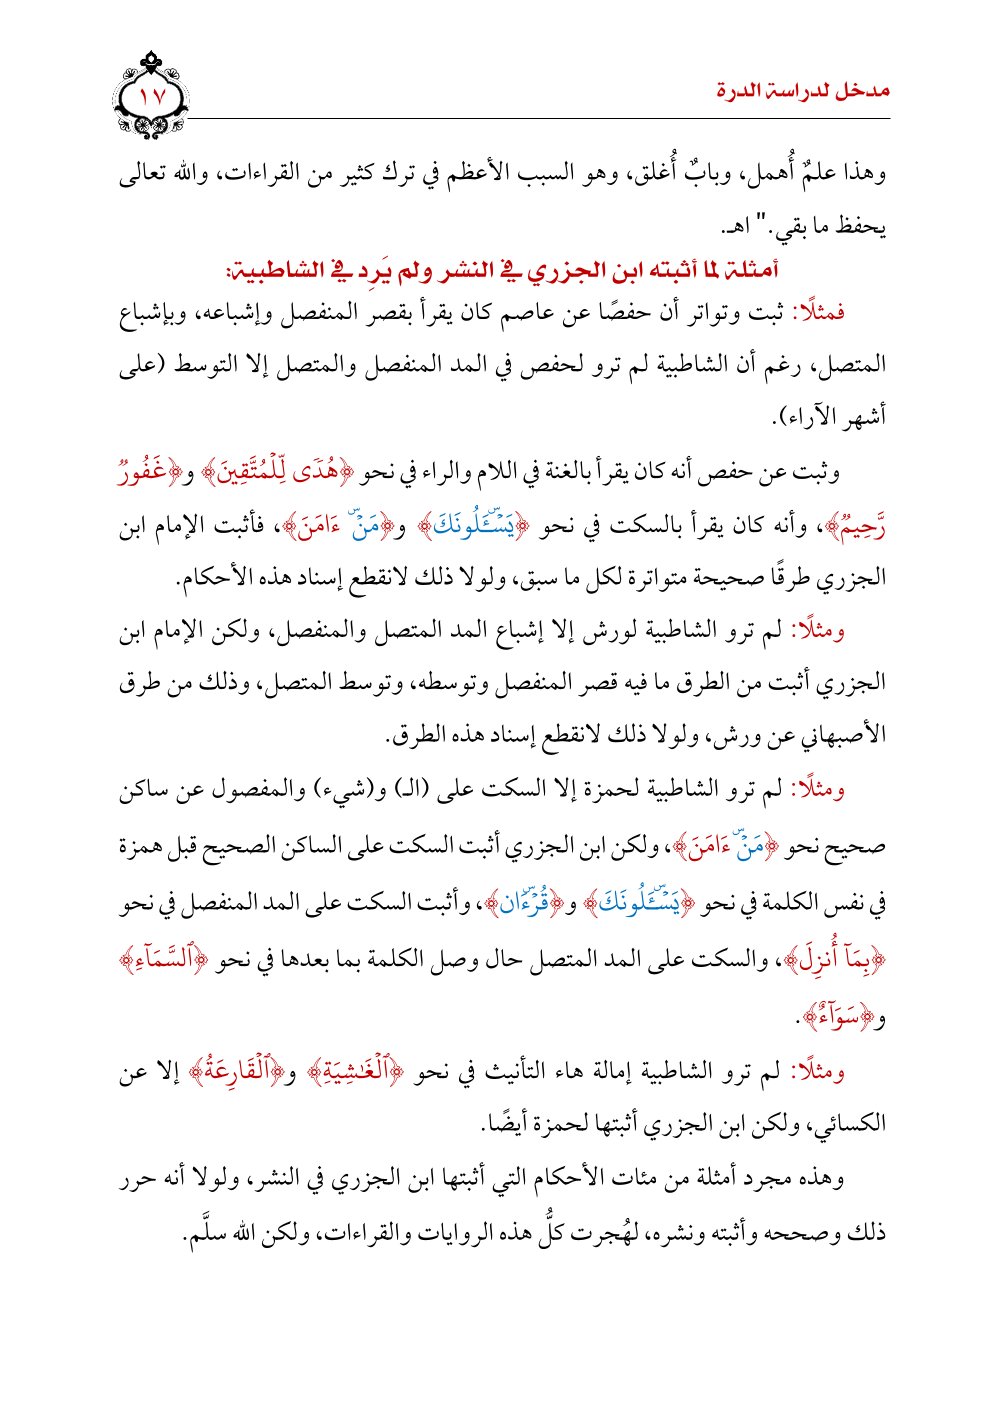 مدخل لدراسة الدرة
١٧
وهذا علمٌ أُهمل، وبابٌ أُغلق، وهو السبب الأعظم في ترك كثير من القراءات، والله تعالى
يحفظ ما بقي." اهـ.
أمثلة لما أثبته ابن الجزري في النشر ولم يَرِد في الشاطبية:
فمثلًا: ثبت وتواتر أن حفصًا عن عاصم كان يقرأ بقصر المنفصل وإشباعه، وبإشباع
المتصل، رغم أن الشاطبية لم ترو لحفص في المد المنفصل والمتصل إلا التوسط (على
أشهر الآراء).
وثبت عن حفص أنه كان يقرأ بالغنة في اللام والراء في نحو ﴿هُدٗى لِّلۡمُتَّقِينَ﴾ و﴿غَفُورٞ
رَّحِيمٞ﴾، وأنه كان يقرأ بالسكت في نحو ﴿يَسۡـَٔلُونَكَ﴾ و﴿مَنۡۜ ءَامَنَ﴾، فأثبت الإمام ابن
الجزري طرقًا صحيحة متواترة لكل ما سبق، ولولا ذلك لانقطع إسناد هذه الأحكام.
ومثلًا: لم ترو الشاطبية لورش إلا إشباع المد المتصل والمنفصل، ولكن الإمام ابن
الجزري أثبت من الطرق ما فيه قصر المنفصل وتوسطه، وتوسط المتصل، وذلك من طرق
الأصبهاني عن ورش، ولولا ذلك لانقطع إسناد هذه الطرق.
ومثلًا: لم ترو الشاطبية لحمزة إلا السكت على (الـ) و(شيء) والمفصول عن ساكن
صحيح نحو ﴿مَنۡۜ ءَامَنَ﴾، ولكن ابن الجزري أثبت السكت على الساكن الصحيح قبل همزة
في نفس الكلمة في نحو ﴿يَسۡۜـَٔلُونَكَ﴾ و﴿قُرۡۜءَان﴾، وأثبت السكت على المد المنفصل في نحو
﴿بِمَآ أُنزِلَ﴾، والسكت على المد المتصل حال وصل الكلمة بما بعدها في نحو ﴿ٱلسَّمَآءِ﴾
و﴿سَوَآءٌ﴾.
ومثلًا: لم ترو الشاطبية إمالة هاء التأنيث في نحو ﴿ٱلۡغَٰشِيَةِ﴾ و﴿ٱلۡقَارِعَةُ﴾ إلا عن
الكسائي، ولكن ابن الجزري أثبتها لحمزة أيضًا.
وهذه مجرد أمثلة من مئات الأحكام التي أثبتها ابن الجزري في النشر، ولولا أنه حرر
ذلك وصححه وأثبته ونشره، لهُجرت كلُّ هذه الروايات والقراءات، ولكن الله سلَّم.